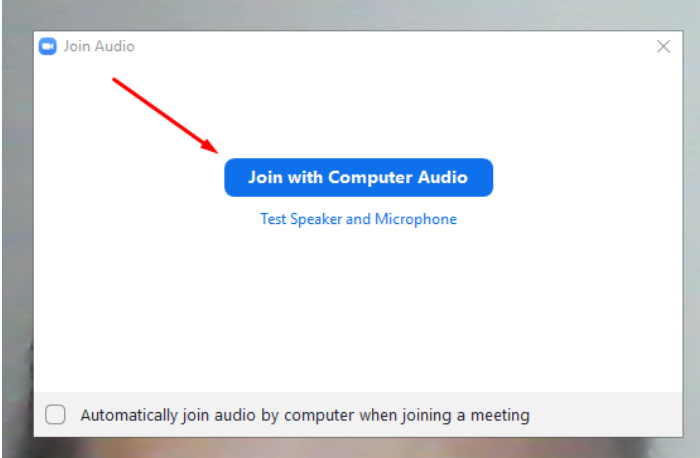 Join Audio
Join with Computer Audio
Test Speaker and Microphone
Automatically join audio by computer when joining a meeting